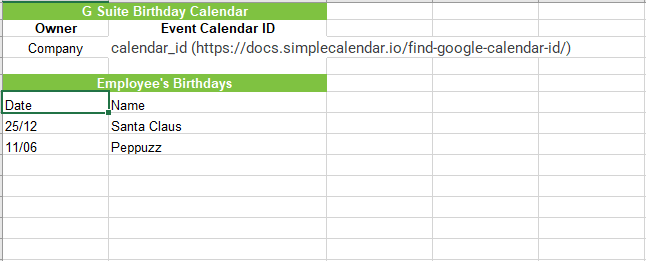 G Suite Birthday Calendar
Owner Event Calendar ID
Company calendar_id (https://docs.simplecalendar.io/find-google-calendar-id/)
Employee's Birthdays
Date Name
25/12 Santa Claus
11/06 Peppuzz